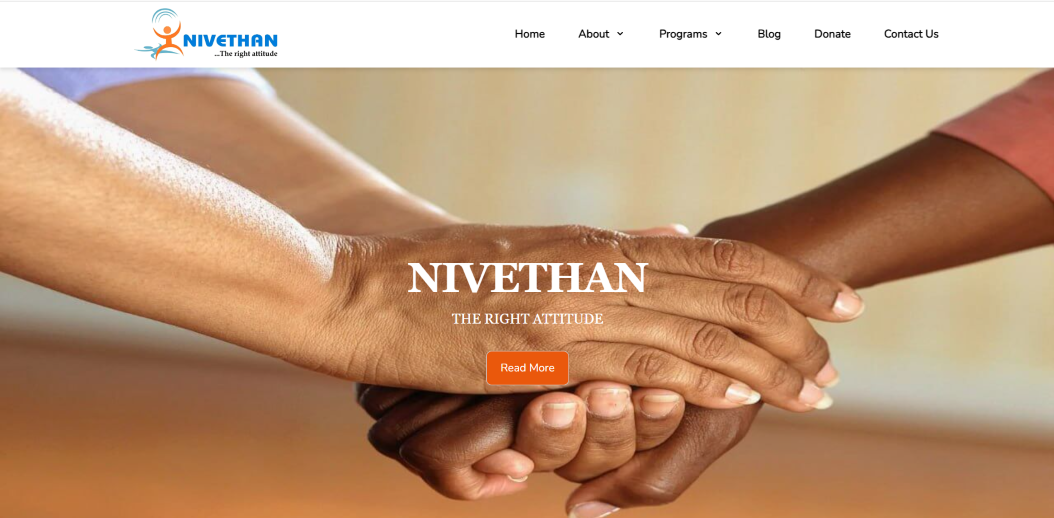 NIVETHAN
...The right attitude
Home About Programs Blog Donate Contact Us
NIVETHAN
THE RIGHT ATTITUDE
Read More